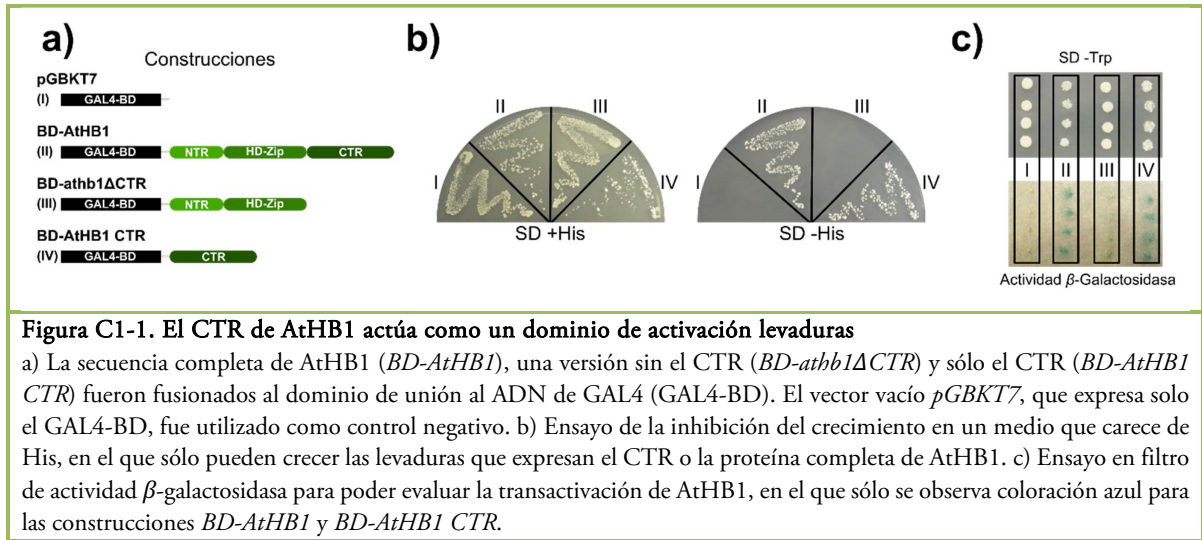 a)
Construcciones
pGBKT7
(I) GAL4-BD
BD-AtHB1
(II) GAL4-BD NTR HD-Zip CTR
BD-athb1ΔCTR
(III) GAL4-BD NTR HD-Zip
BD-AtHB1 CTR
(IV) GAL4-BD CTR
b)
II III
I IV
SD +His
II III
I IV
SD -His
c)
SD -Trp
I II III IV
Actividad β-Galactosidasa
Figura C1-1. El CTR de AtHB1 actúa como un dominio de activación levaduras
a) La secuencia completa de AtHB1 (BD-AtHB1), una versión sin el CTR (BD-athb1ΔCTR) y sólo el CTR (BD-AtHB1
CTR) fueron fusionados al dominio de unión al ADN de GAL4 (GAL4-BD). El vector vacío pGBKT7, que expresa solo
el GAL4-BD, fue utilizado como control negativo. b) Ensayo de la inhibición del crecimiento en un medio que carece de
His, en el que sólo pueden crecer las levaduras que expresan el CTR o la proteína completa de AtHB1. c) Ensayo en filtro
de actividad β-galactosidasa para poder evaluar la transactivación de AtHB1, en el que sólo se observa coloración azul para
las construcciones BD-AtHB1 y BD-AtHB1 CTR.